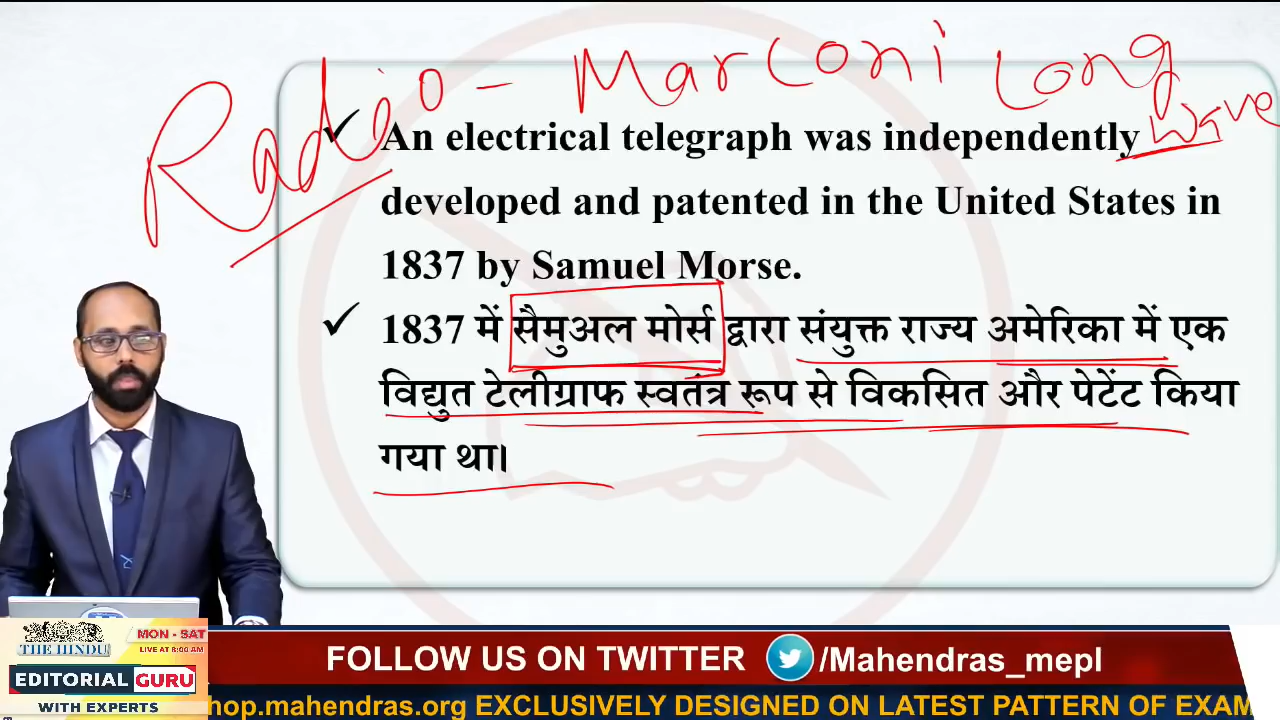 Radio - Marconi Long
Wave
An electrical telegraph was independently
developed and patented in the United States in
1837 by Samuel Morse.
1837 में सैमुअल मोर्स द्वारा संयुक्त राज्य अमेरिका में एक
विद्युत टेलीग्राफ स्वतंत्र रूप से विकसित और पेटेंट किया
गया था।
THE HINDU
MON - SAT
LIVE AT 8:00 AM
EDITORIAL GURU
WITH EXPERTS
FOLLOW US ON TWITTER /Mahendras_mepl
hop.mahendras.org EXCLUSIVELY DESIGNED ON LATEST PATTERN OF EXAM